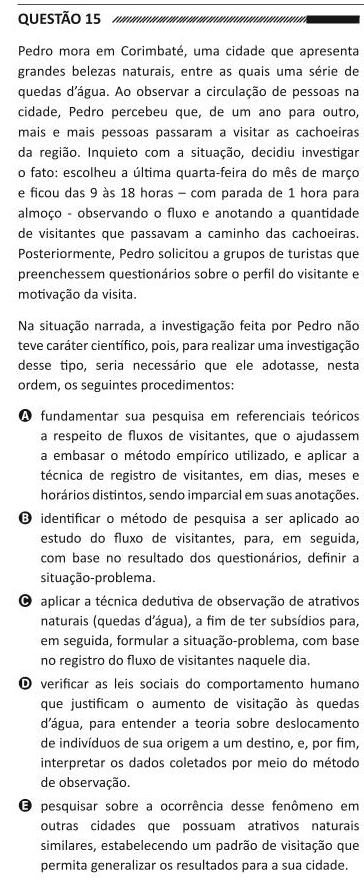 QUESTÃO 15
Pedro mora em Corimbaté, uma cidade que apresenta
grandes belezas naturais, entre as quais uma série de
quedas d'água. Ao observar a circulação de pessoas na
cidade, Pedro percebeu que, de um ano para outro,
mais e mais pessoas passaram a visitar as cachoeiras
da região. Inquieto com a situação, decidiu investigar
o fato: escolheu a última quarta-feira do mês de março
e ficou das 9 às 18 horas – com parada de 1 hora para
almoço - observando o fluxo e anotando a quantidade
de visitantes que passavam a caminho das cachoeiras.
Posteriormente, Pedro solicitou a grupos de turistas que
preenchessem questionários sobre o perfil do visitante e
motivação da visita.
Na situação narrada, a investigação feita por Pedro não
teve caráter científico, pois, para realizar uma investigação
desse tipo, seria necessário que ele adotasse, nesta
ordem, os seguintes procedimentos:
A fundamentar sua pesquisa em referenciais teóricos
a respeito de fluxos de visitantes, que o ajudassem
a embasar o método empírico utilizado, e aplicar a
técnica de registro de visitantes, em dias, meses e
horários distintos, sendo imparcial em suas anotações.
B identificar o método de pesquisa a ser aplicado ao
estudo do fluxo de visitantes, para, em seguida,
com base no resultado dos questionários, definir a
situação-problema.
C aplicar a técnica dedutiva de observação de atrativos
naturais (quedas d'água), a fim de ter subsídios para,
em seguida, formular a situação-problema, com base
no registro do fluxo de visitantes naquele dia.
D verificar as leis sociais do comportamento humano
que justificam o aumento de visitação às quedas
d'água, para entender a teoria sobre deslocamento
de indivíduos de sua origem a um destino, e, por fim,
interpretar os dados coletados por meio do método
de observação.
E pesquisar sobre a ocorrência desse fenômeno em
outras cidades que possuam atrativos naturais
similares, estabelecendo um padrão de visitação que
permita generalizar os resultados para a sua cidade.